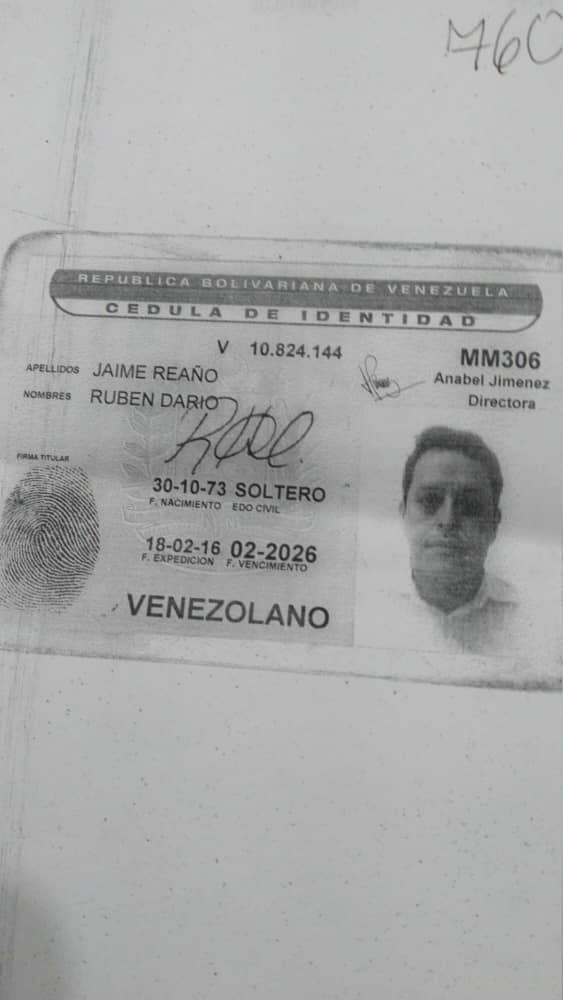 760
REPUBLICA BOLIVARIANA DE VENEZUELA
CEDULA DE IDENTIDAD
V 10.824.144
MM306
Anabel Jimenez
Directora
APELLIDOS JAIME REAÑO
NOMBRES RUBEN DARIO
FIRMA TITULAR
30-10-73 SOLTERO
F. NACIMIENTO EDO CIVIL
18-02-16 02-2026
F. EXPEDICION F. VENCIMIENTO
VENEZOLANO